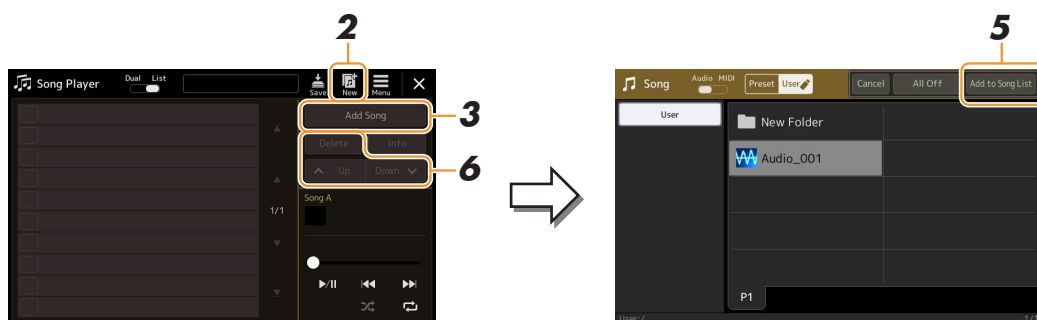 2
5
Song Player
Dual List
Save
New
Menu
Add Song
3
Delete Info
Up Down
6
Song A
1/1
Song
Audio MIDI
Preset User
Cancel
All Off
Add to Song List
User
New Folder
Audio_001
P1
User:/
1/1